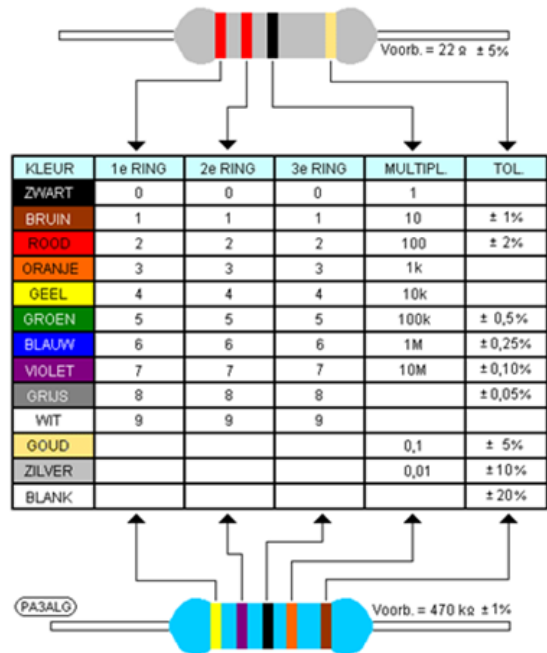 Voorb. = 22 Ω ± 5%
KLEUR 1e RING 2e RING 3e RING MULTIPL. TOL.
ZWART 0 0 0 1
BRUIN 1 1 1 10 ± 1%
ROOD 2 2 2 100 ± 2%
ORANJE 3 3 3 1k
GEEL 4 4 4 10k
GROEN 5 5 5 100k ± 0,5%
BLAUW 6 6 6 1M ±0,25%
VIOLET 7 7 7 10M ±0,10%
GRIJS 8 8 8 ±0,05%
WIT 9 9 9
GOUD 0,1 ± 5%
ZILVER 0,01 ±10%
BLANK ±20%
PA3ALG
Voorb. = 470 kΩ ±1%